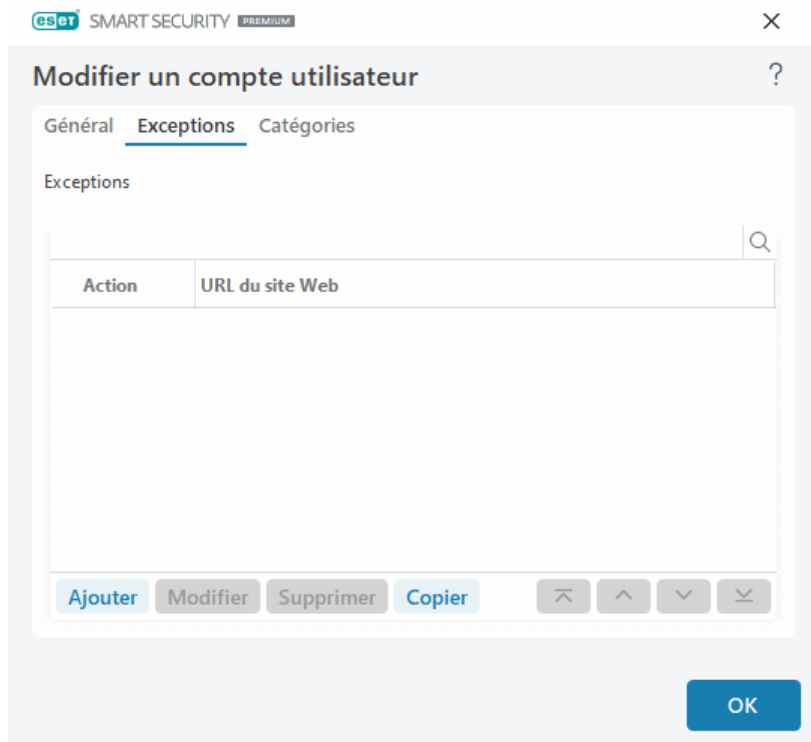 eset SMART SECURITY PREMIUM
Modifier un compte utilisateur ?
Général Exceptions Catégories
Exceptions
Action URL du site Web
Ajouter Modifier Supprimer Copier
OK